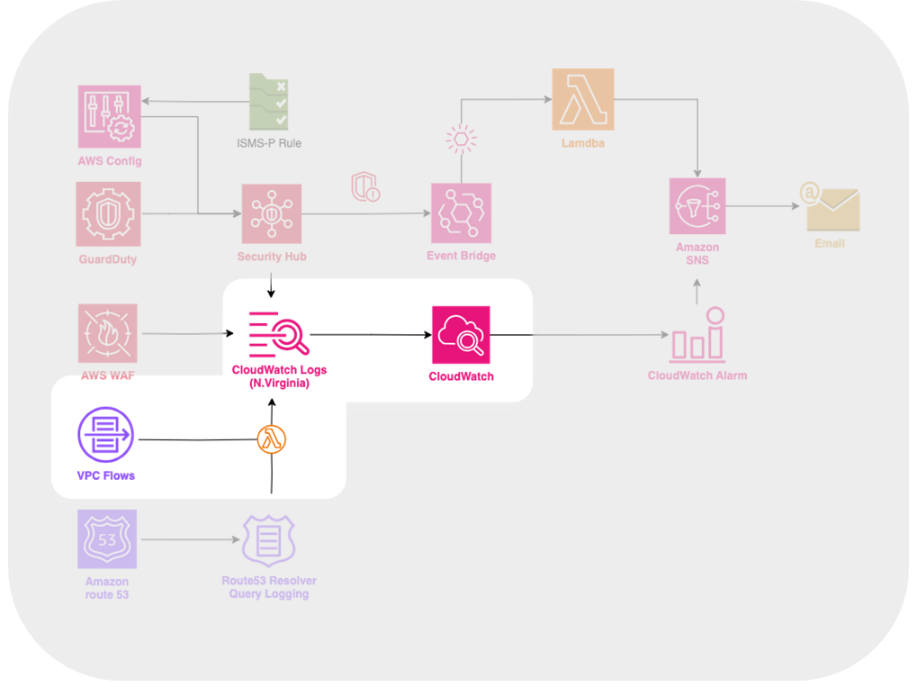 AWS Config
ISMS-P Rule
Lamdba
GuardDuty
Security Hub
Event Bridge
Amazon
SNS
@
Email
AWS WAF
CloudWatch Logs
(N.Virginia)
CloudWatch
CloudWatch Alarm
VPC Flows
53
Amazon
route 53
Route53 Resolver
Query Logging